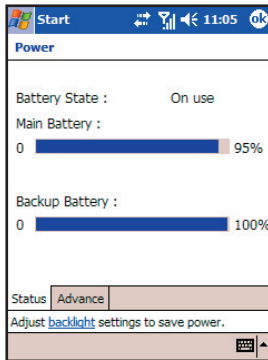 Start 11:05 ok
Power
Battery State : On use
Main Battery :
0 95%
Backup Battery :
0 100%
Status Advance
Adjust backlight settings to save power.